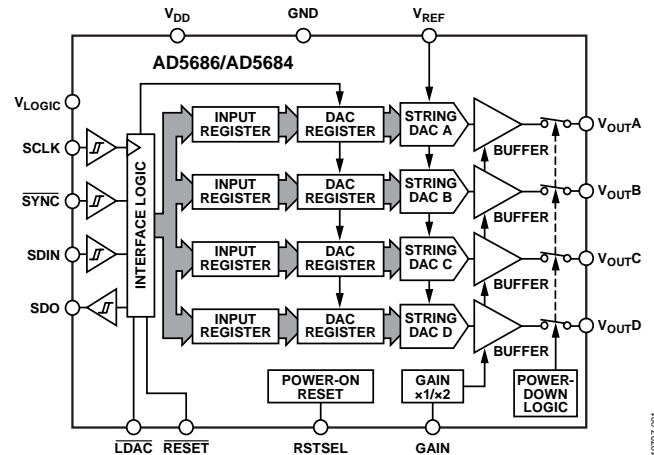 VDD GND VREF
AD5686/AD5684
VLOGIC
SCLK
SYNC
SDIN
SDO
INTERFACE LOGIC
INPUT
REGISTER
DAC
REGISTER
STRING
DAC A
BUFFER
VOUTA
INPUT
REGISTER
DAC
REGISTER
STRING
DAC B
BUFFER
VOUTB
INPUT
REGISTER
DAC
REGISTER
STRING
DAC C
BUFFER
VOUTC
INPUT
REGISTER
DAC
REGISTER
STRING
DAC D
BUFFER
VOUTD
POWER-ON
RESET
GAIN
×1/×2
POWER-
DOWN
LOGIC
LDAC RESET RSTSEL GAIN
10797-001